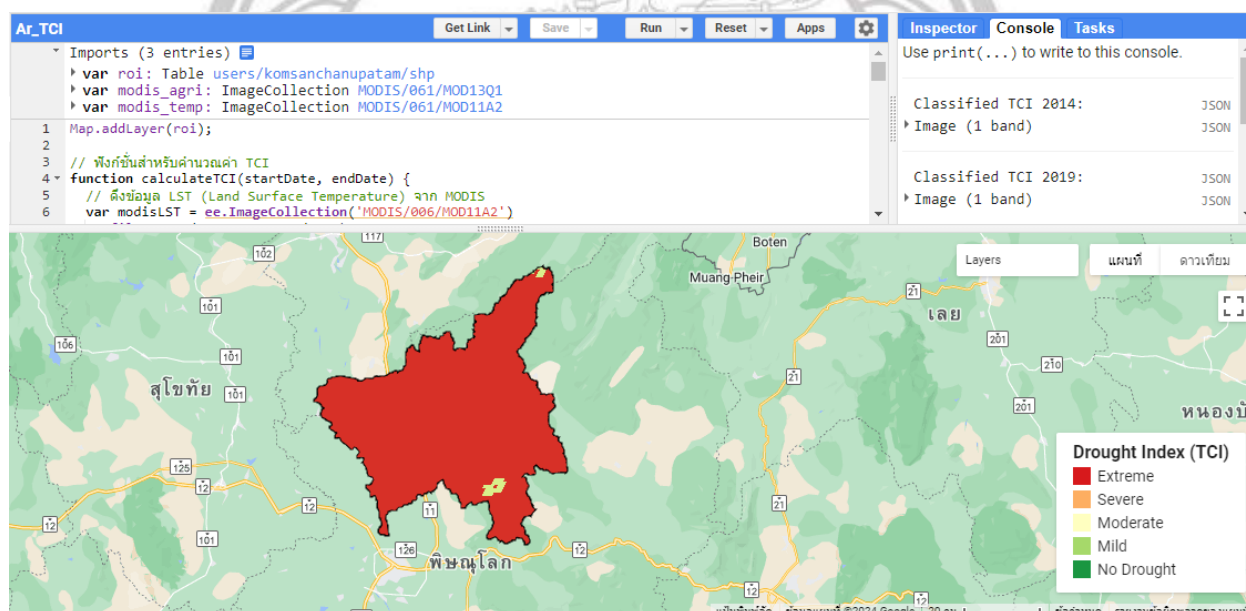 Ar_TCI
Get Link
Save
Run
Reset
Apps
Inspector
Console
Tasks
Imports (3 entries)
var roi: Table users/komsanchanupatam/shp
var modis_agri: ImageCollection MODIS/061/MOD13Q1
var modis_temp: ImageCollection MODIS/061/MOD11A2
1 Map.addLayer(roi);
2
3 // ฟังก์ชั่นสำหรับคำนวณค่า TCI
4 function calculateTCI(startDate, endDate) {
5 // ดึงข้อมูล LST (Land Surface Temperature) จาก MODIS
6 var modisLST = ee.ImageCollection('MODIS/006/MOD11A2')
Use print(...) to write to this console.
Classified TCI 2014:
JSON
Image (1 band)
JSON
Classified TCI 2019:
JSON
Image (1 band)
JSON
117
102
Boten
Muang-Pheir
Layers
แผนที่
ดาวเทียม
21
เลย
101
106
101
201
210
21
สุโขทัย
101
201
หนองบั
125
12
12
11
21
12
101
126
12
พิษณุโลก
12
12
Drought Index (TCI)
Extreme
Severe
Moderate
Mild
No Drought